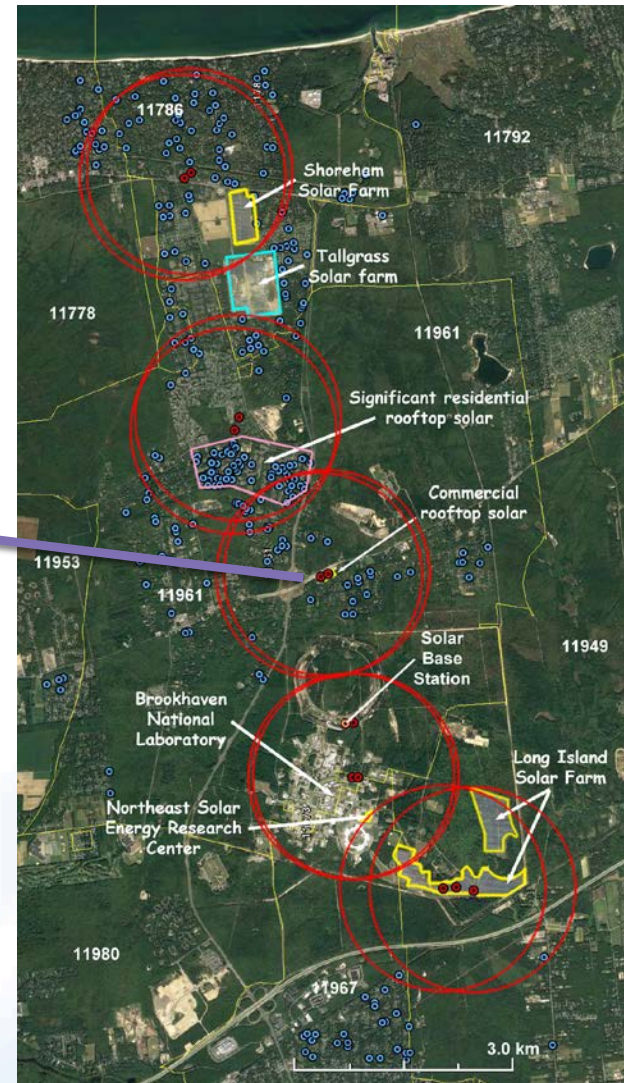 11786
11792
Shoreham
Solar Farm
Tallgrass
Solar farm
11778
11961
Significant residential
rooftop solar
Commercial
rooftop solar
11953
11961
Solar
Base
Station
11949
Brookhaven
National
Laboratory
Long Island
Solar Farm
Northeast Solar
Energy Research
Center
11980
11967
3.0 km